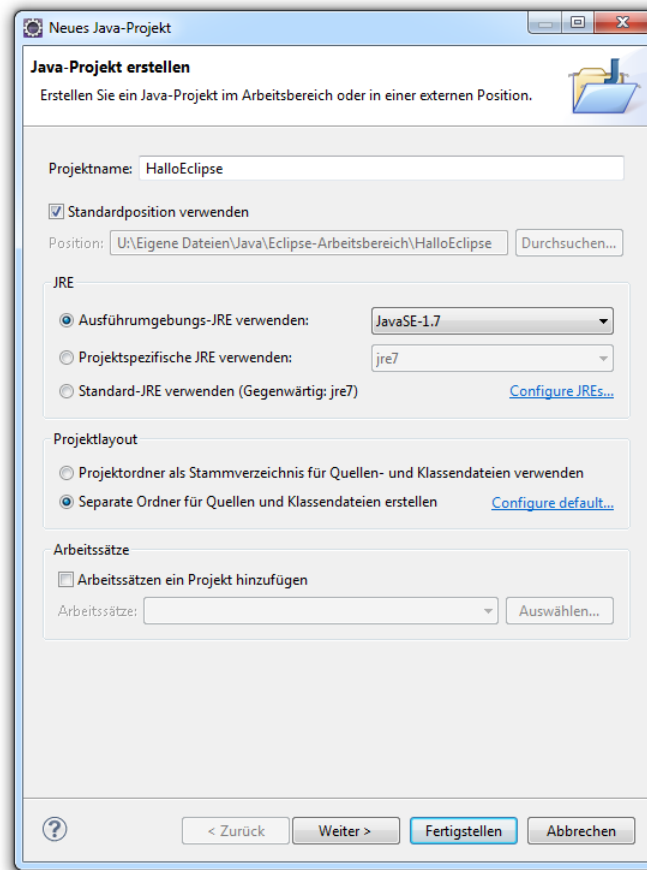 Neues Java-Projekt
Java-Projekt erstellen
Erstellen Sie ein Java-Projekt im Arbeitsbereich oder in einer externen Position.
Projektname: HalloEclipse
Standardposition verwenden
Position: U:\Eigene Dateien\Java\Eclipse-Arbeitsbereich\HalloEclipse Durchsuchen...
JRE
Ausführumgebungs-JRE verwenden: JavaSE-1.7
Projektspezifische JRE verwenden: jre7
Standard-JRE verwenden (Gegenwärtig: jre7) Configure JREs...
Projektlayout
Projektordner als Stammverzeichnis für Quellen- und Klassendateien verwenden
Separate Ordner für Quellen und Klassendateien erstellen Configure default...
Arbeitssätze
Arbeitssätzen ein Projekt hinzufügen
Arbeitssätze: Auswählen...
? < Zurück Weiter > Fertigstellen Abbrechen